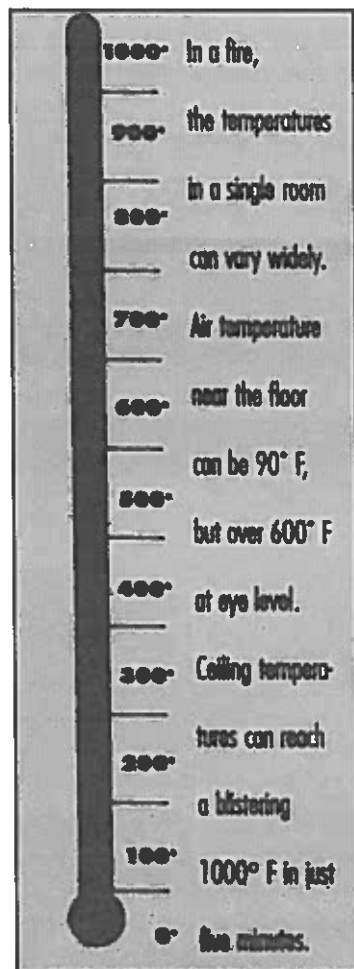 1000° In a fire,
900° the temperatures
in a single room
800°
can vary widely.
700° Air temperature
600° near the floor
can be 90° F,
500°
but over 600° F
400° at eye level.
300° Ceiling tempera-
tures can reach
200°
a blistering
100° 1000° F in just
0° five minutes.